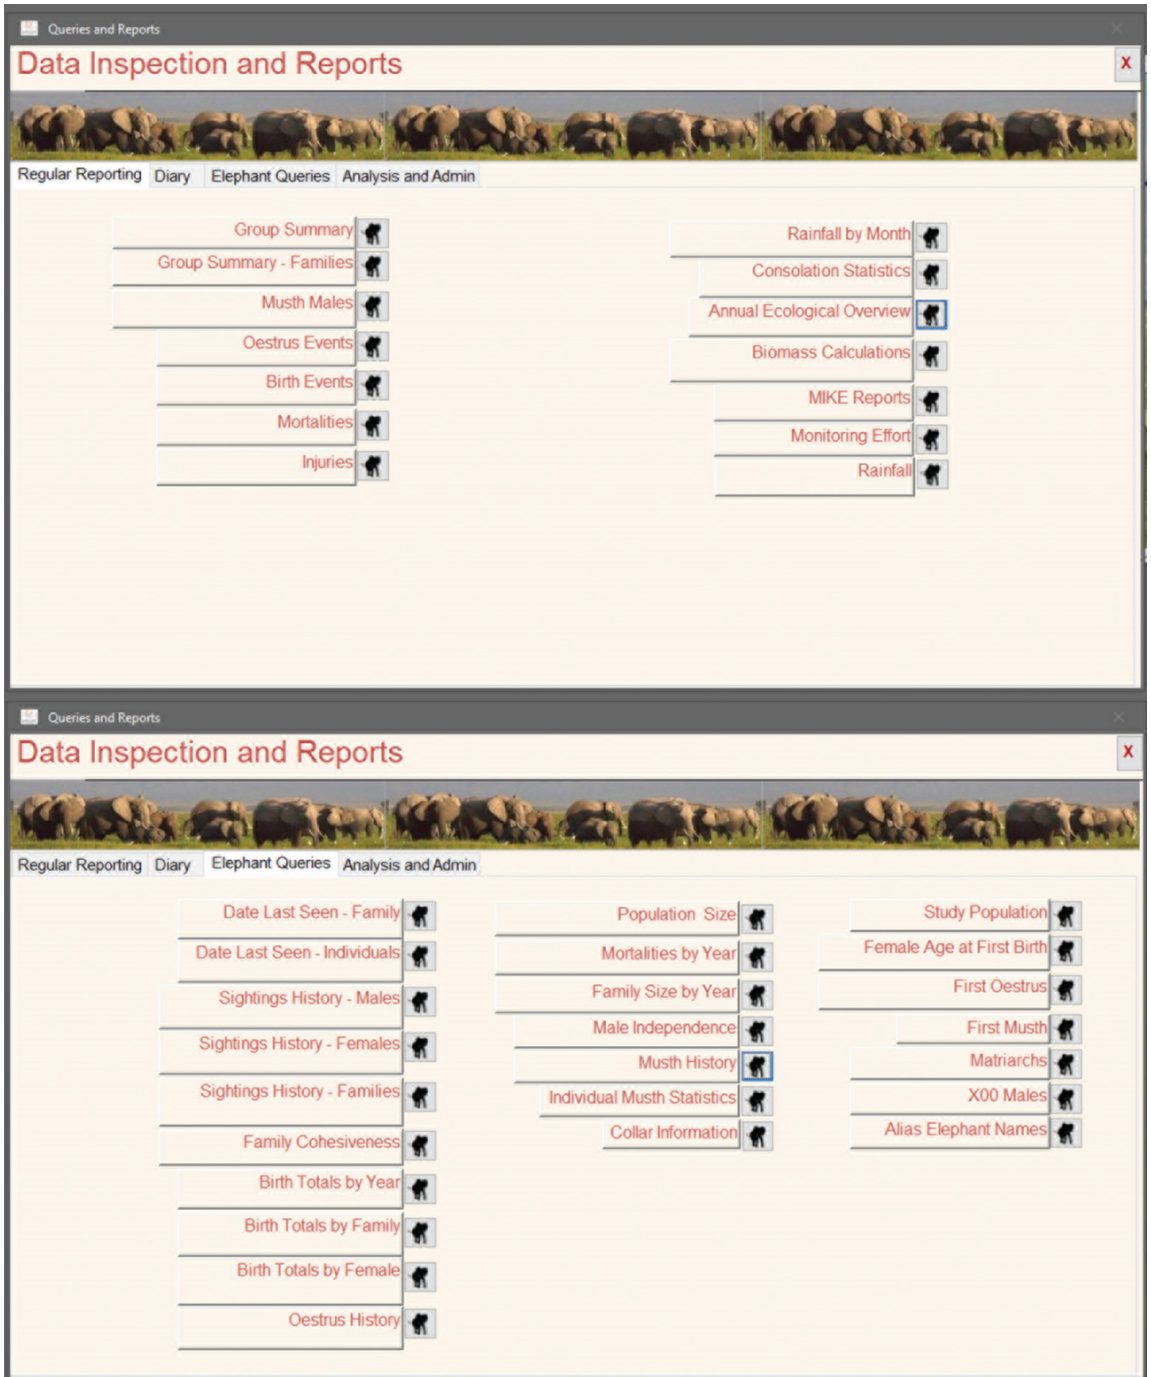 Queries and Reports
Data Inspection and Reports
X
Regular Reporting Diary Elephant Queries Analysis and Admin
Group Summary
Group Summary - Families
Musth Males
Oestrus Events
Birth Events
Mortalities
Injuries
Rainfall by Month
Consolation Statistics
Annual Ecological Overview
Biomass Calculations
MIKE Reports
Monitoring Effort
Rainfall
Queries and Reports
Data Inspection and Reports
X
Regular Reporting Diary Elephant Queries Analysis and Admin
Date Last Seen - Family
Date Last Seen - Individuals
Sightings History - Males
Sightings History - Females
Sightings History - Families
Family Cohesiveness
Birth Totals by Year
Birth Totals by Family
Birth Totals by Female
Oestrus History
Population Size
Mortalities by Year
Family Size by Year
Male Independence
Musth History
Individual Musth Statistics
Collar Information
Study Population
Female Age at First Birth
First Oestrus
First Musth
Matriarchs
X00 Males
Alias Elephant Names